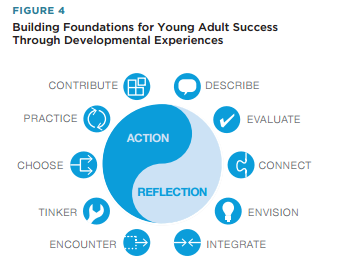 FIGURE 4
Building Foundations for Young Adult Success
Through Developmental Experiences
CONTRIBUTE
DESCRIBE
PRACTICE
EVALUATE
ACTION
CHOOSE
CONNECT
REFLECTION
TINKER
ENVISION
ENCOUNTER
INTEGRATE